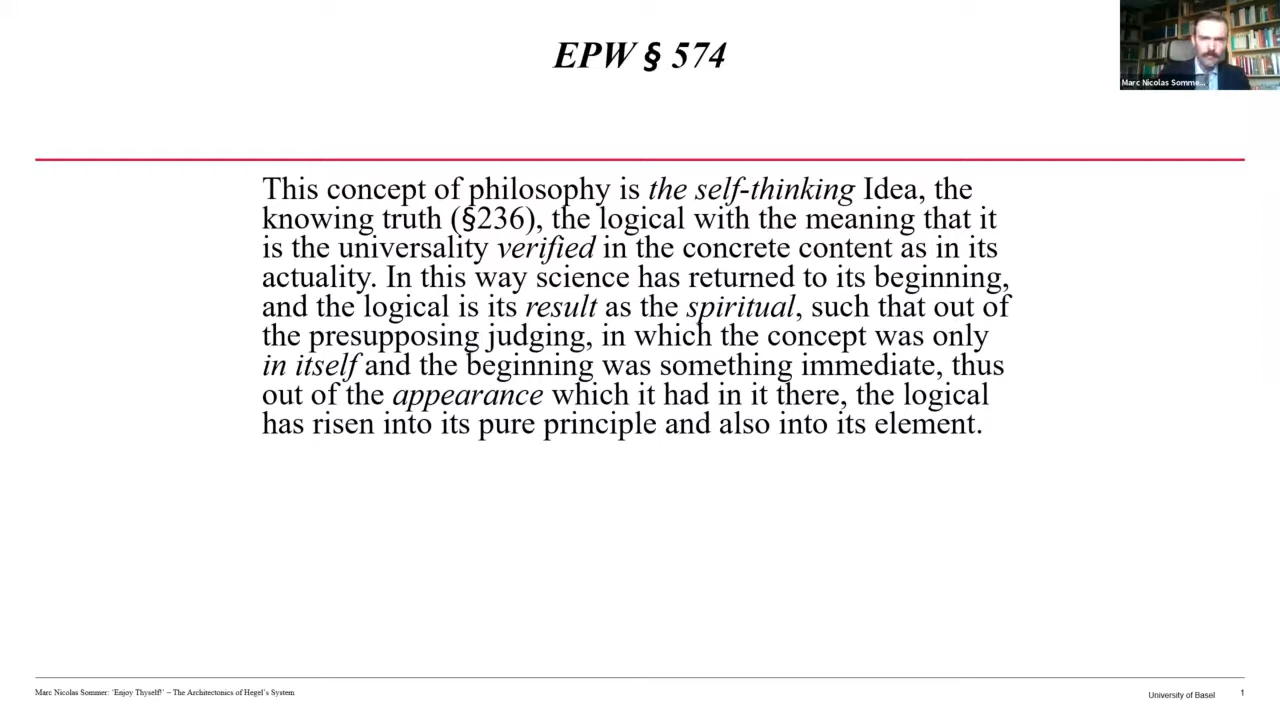 EPW § 574
Marc Nicolas Somme...
This concept of philosophy is the self-thinking Idea, the
knowing truth (§236), the logical with the meaning that it
is the universality verified in the concrete content as in its
actuality. In this way science has returned to its beginning,
and the logical is its result as the spiritual, such that out of
the presupposing judging, in which the concept was only
in itself and the beginning was something immediate, thus
out of the appearance which it had in it there, the logical
has risen into its pure principle and also into its element.
Marc Nicolas Sommer: 'Enjoy Thyself!' – The Architectonics of Hegel's System
University of Basel
1